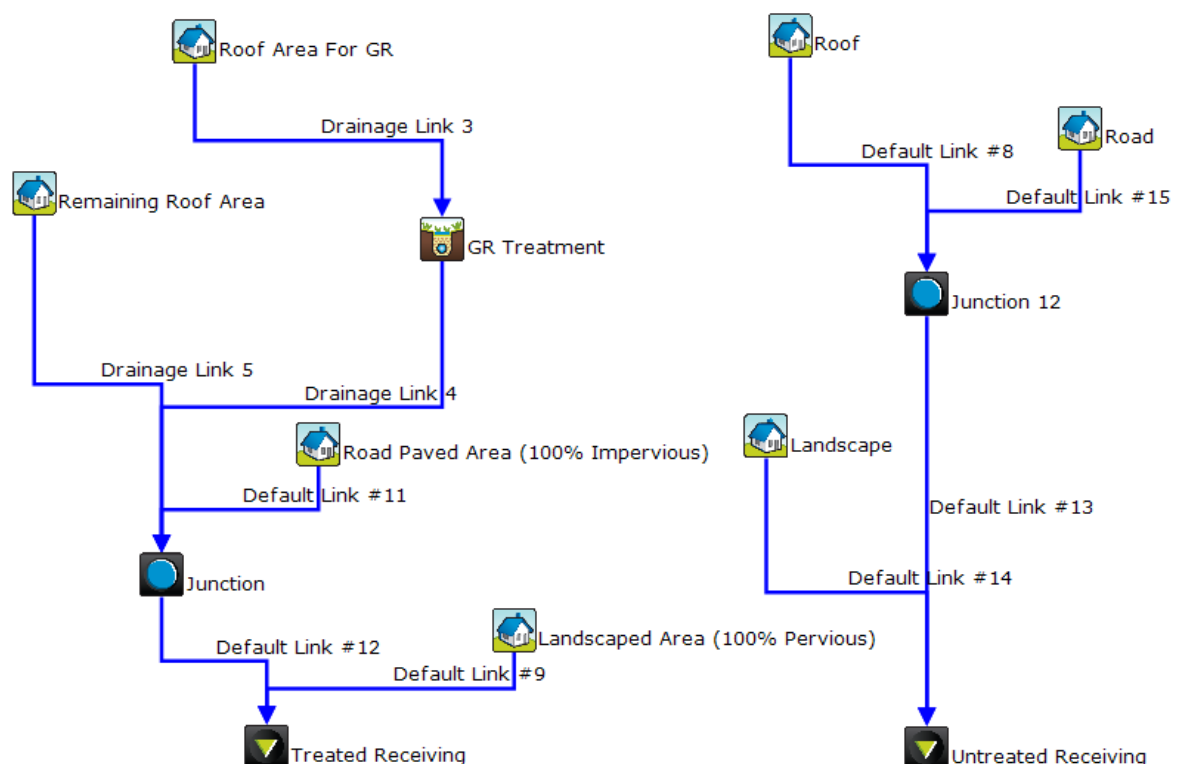 Roof Area For GR
Roof
Drainage Link 3
Road
Default Link #8
Remaining Roof Area
Default Link #15
GR Treatment
Junction 12
Drainage Link 5
Drainage Link 4
Road Paved Area (100% Impervious)
Landscape
Default Link #11
Default Link #13
Junction
Default Link #14
Landscaped Area (100% Pervious)
Default Link #12
Default Link #9
Treated Receiving
Untreated Receiving